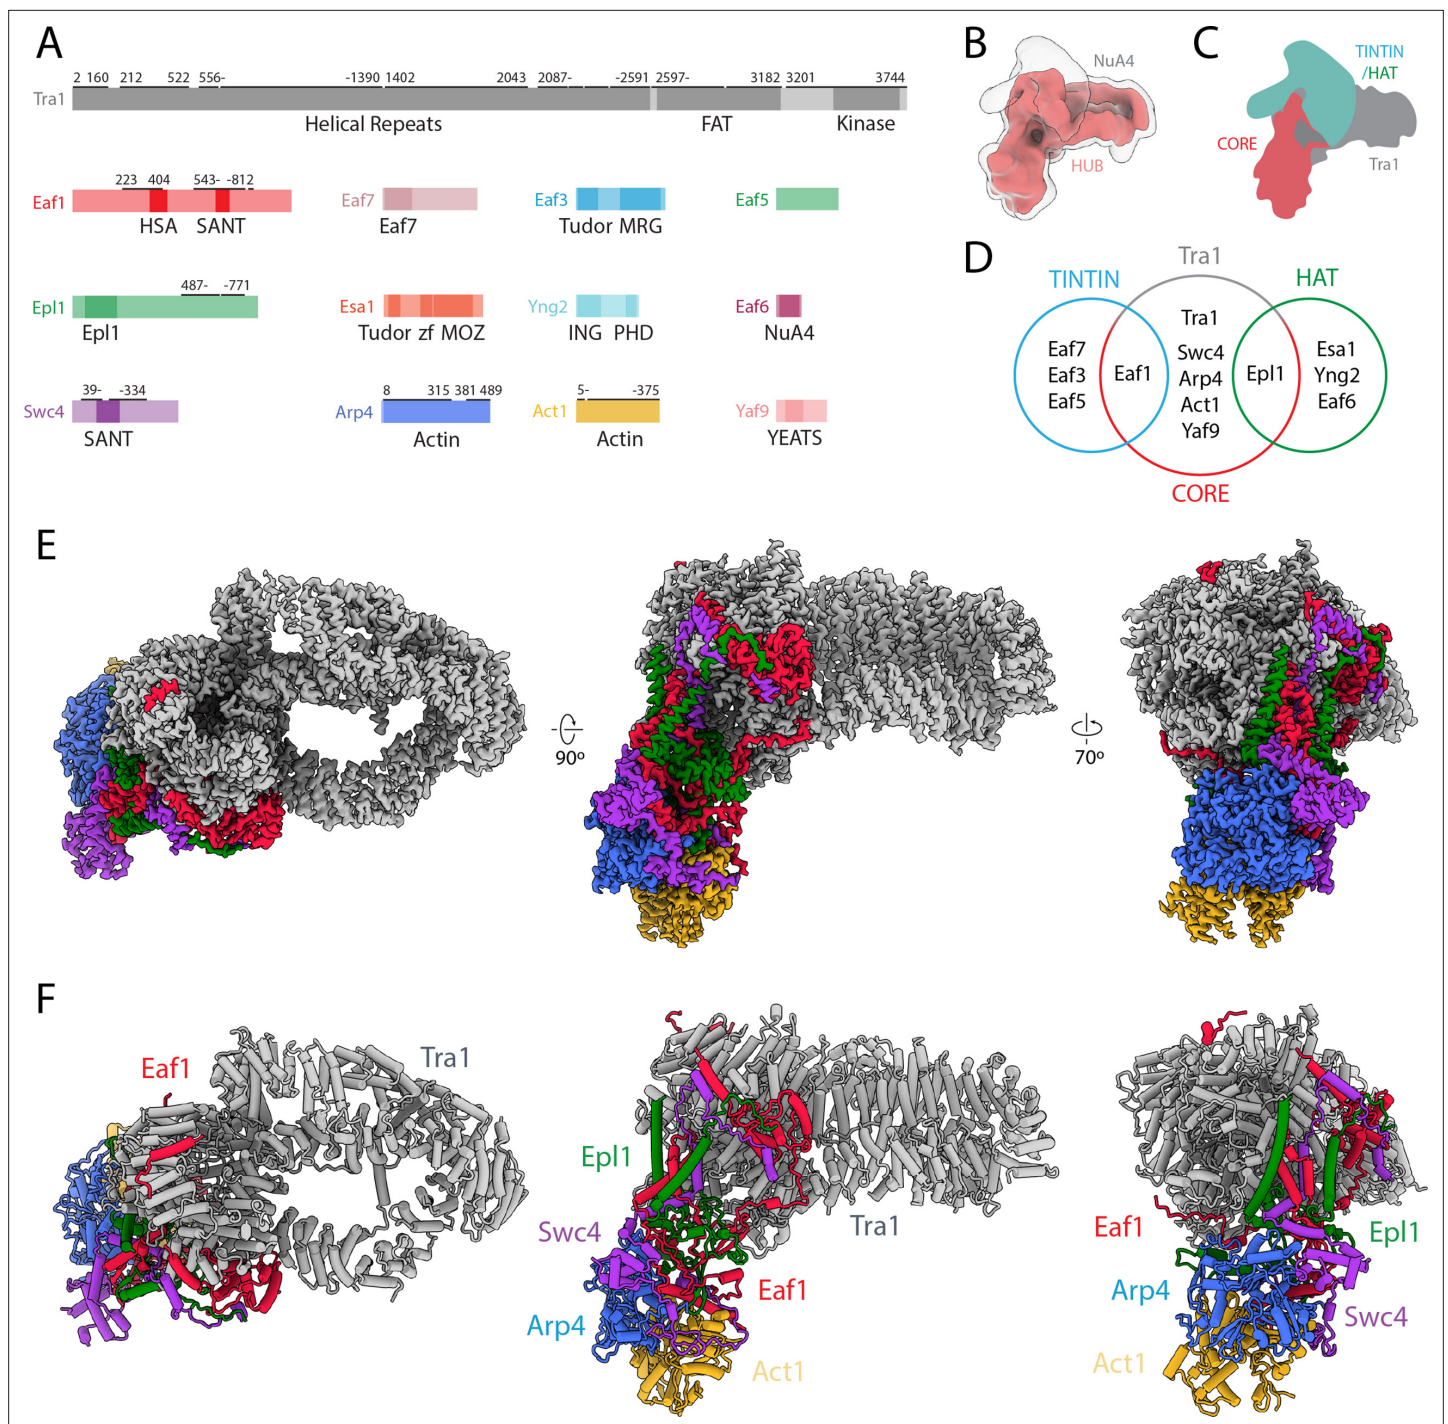 A
2 160 212 522 556- -1390 1402 2043 2087- -2591 2597- 3182 3201 3744
Tra1
Helical Repeats FAT Kinase
223 404 543- -812
Eaf1
HSA SANT
Eaf7
Eaf7
Eaf3
Tudor MRG
Eaf5
487- -771
Epl1
Epl1
Esa1
Tudor zf MOZ
Yng2
ING PHD
Eaf6
NuA4
39- -334
Swc4
SANT
8 315 381 489
Arp4
Actin
5- -375
Act1
Actin
Yaf9
YEATS
B
NuA4
HUB
C
TINTIN
/HAT
CORE
Tra1
D
Tra1
TINTIN
HAT
Eaf7
Eaf3
Eaf5
Eaf1
Tra1
Swc4
Arp4
Act1
Yaf9
Epl1
Esa1
Yng2
Eaf6
CORE
E
90º
70º
F
Eaf1
Tra1
Epl1
Swc4
Arp4
Tra1
Eaf1
Act1
Eaf1
Epl1
Arp4
Swc4
Act1